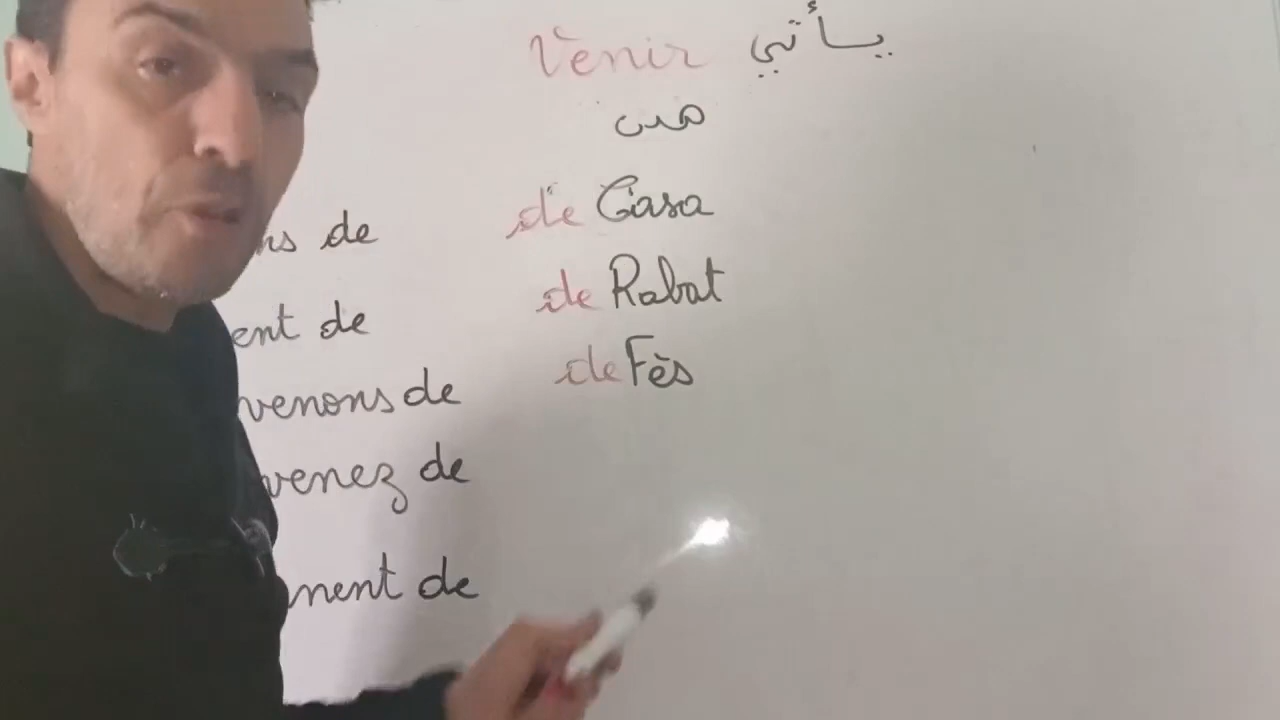 Venir يأتي
من
de Casa
de Rabat
de Fès
ns de
ent de
venons de
venez de
nent de